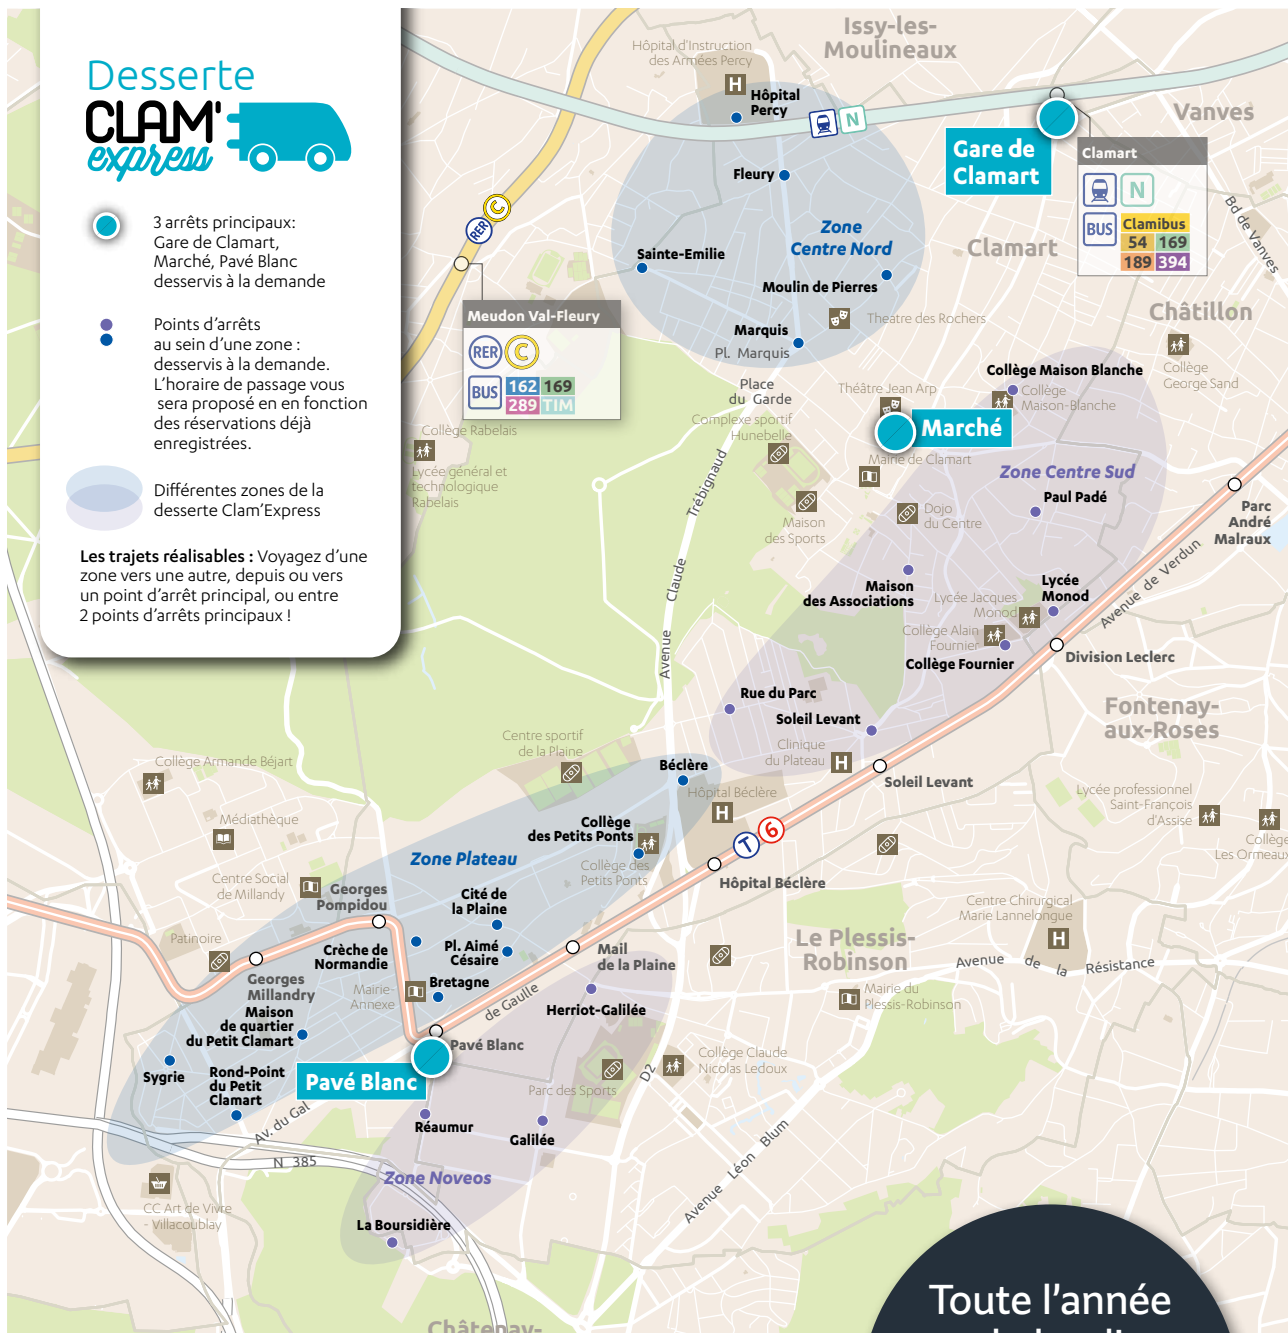 Desserte
CLAM'
express
3 arrêts principaux:
Gare de Clamart,
Marché, Pavé Blanc
desservis à la demande
Points d'arrêts
au sein d'une zone :
desservis à la demande.
L'horaire de passage vous
sera proposé en en fonction
des réservations déjà
enregistrées.
Différentes zones de la
desserte Clam'Express
Les trajets réalisables : Voyagez d'une
zone vers une autre, depuis ou vers
un point d'arrêt principal, ou entre
2 points d'arrêts principaux !
Issy-les-
Moulineaux
Hôpital d'Instruction
des Armées Percy
H
Hôpital
Percy
N
Vanves
Gare de
Clamart
Clamart
N
BUS
Clamibus
54 169
189 394
Bd de Vanves
Fleury
Zone
Centre Nord
Clamart
RER C
Sainte-Emilie
Moulin de Pierres
Meudon Val-Fleury
RER C
BUS
162 169
289 TIM
Theatre des Rochers
Châtillon
Marquis
Pl. Marquis
Collège
George Sand
Collège Maison Blanche
Collège
Maison-Blanche
Place
du Garde
Théâtre Jean Arp
Complexe sportif
Hunebelle
Marché
Collège Rabelais
Lycée général et
technologique
Rabelais
Mairie de Clamart
Zone Centre Sud
Paul Padé
Parc
André
Malraux
Maison
des Sports
Dojo
du Centre
Avenue Claude Trébignaud
Avenue de Verdun
Maison
des Associations
Lycée
Monod
Lycée Jacques
Monod
Collège Alain
Fournier
Collège Fournier
Division Leclerc
Rue du Parc
Soleil Levant
Fontenay-
aux-Roses
Centre sportif
de la Plaine
Clinique
du Plateau
H
Soleil Levant
Collège Armande Béjart
Béclère
Hôpital Béclère
H
Lycée professionnel
Saint-François
d'Assise
Médiathèque
Collège
des Petits Ponts
T 6
Collège
Les Ormeaux
Zone Plateau
Collège des
Petits Ponts
Hôpital Béclère
Centre Social
de Millandy
Georges
Pompidou
Cité de
la Plaine
Centre Chirurgical
Marie Lannelongue
H
Patinoire
Crèche de
Normandie
Pl. Aimé
Césaire
Mail
de la Plaine
Le Plessis-
Robinson
Avenue de la Résistance
Georges
Millandry
Mairie-
Annexe
Bretagne
Herriot-Galilée
Mairie du
Plessis-Robinson
Maison
de quartier
du Petit Clamart
de Gaulle
Pavé Blanc
Sygrie
Rond-Point
du Petit
Clamart
Pavé Blanc
Parc des Sports
D2
Collège Claude
Nicolas Ledoux
Av. du Gal
Réaumur
Galilée
N 385
Zone Noveos
Avenue Léon Blum
CC Art de Vivre
- Villacoublay
La Boursidière
Toute l'année
Châtenay-